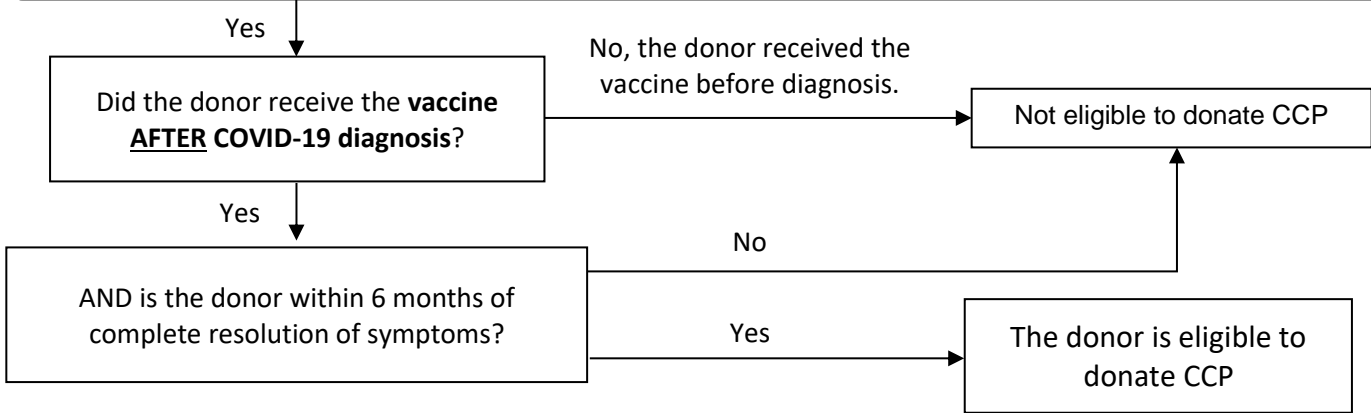 Yes
No, the donor received the
vaccine before diagnosis.
Did the donor receive the vaccine
AFTER COVID-19 diagnosis?
Not eligible to donate CCP
Yes
No
AND is the donor within 6 months of
complete resolution of symptoms?
Yes
The donor is eligible to
donate CCP